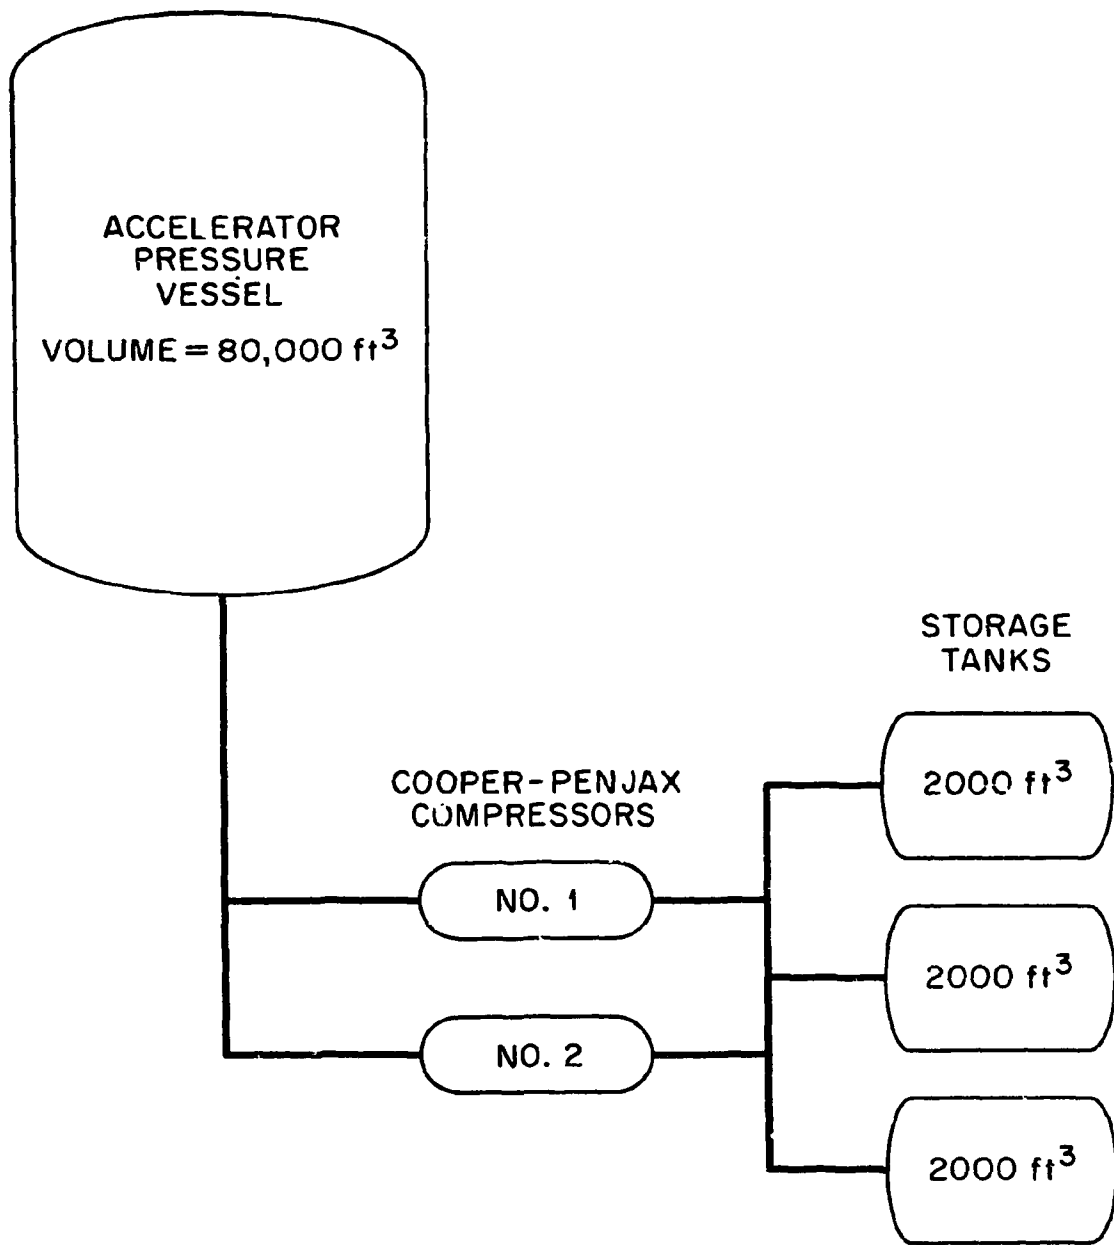 ACCELERATOR
PRESSURE
VESSEL
VOLUME = 80,000 ft³
STORAGE
TANKS
COOPER-PENJAX
COMPRESSORS
2000 ft³
NO. 1
2000 ft³
NO. 2
2000 ft³